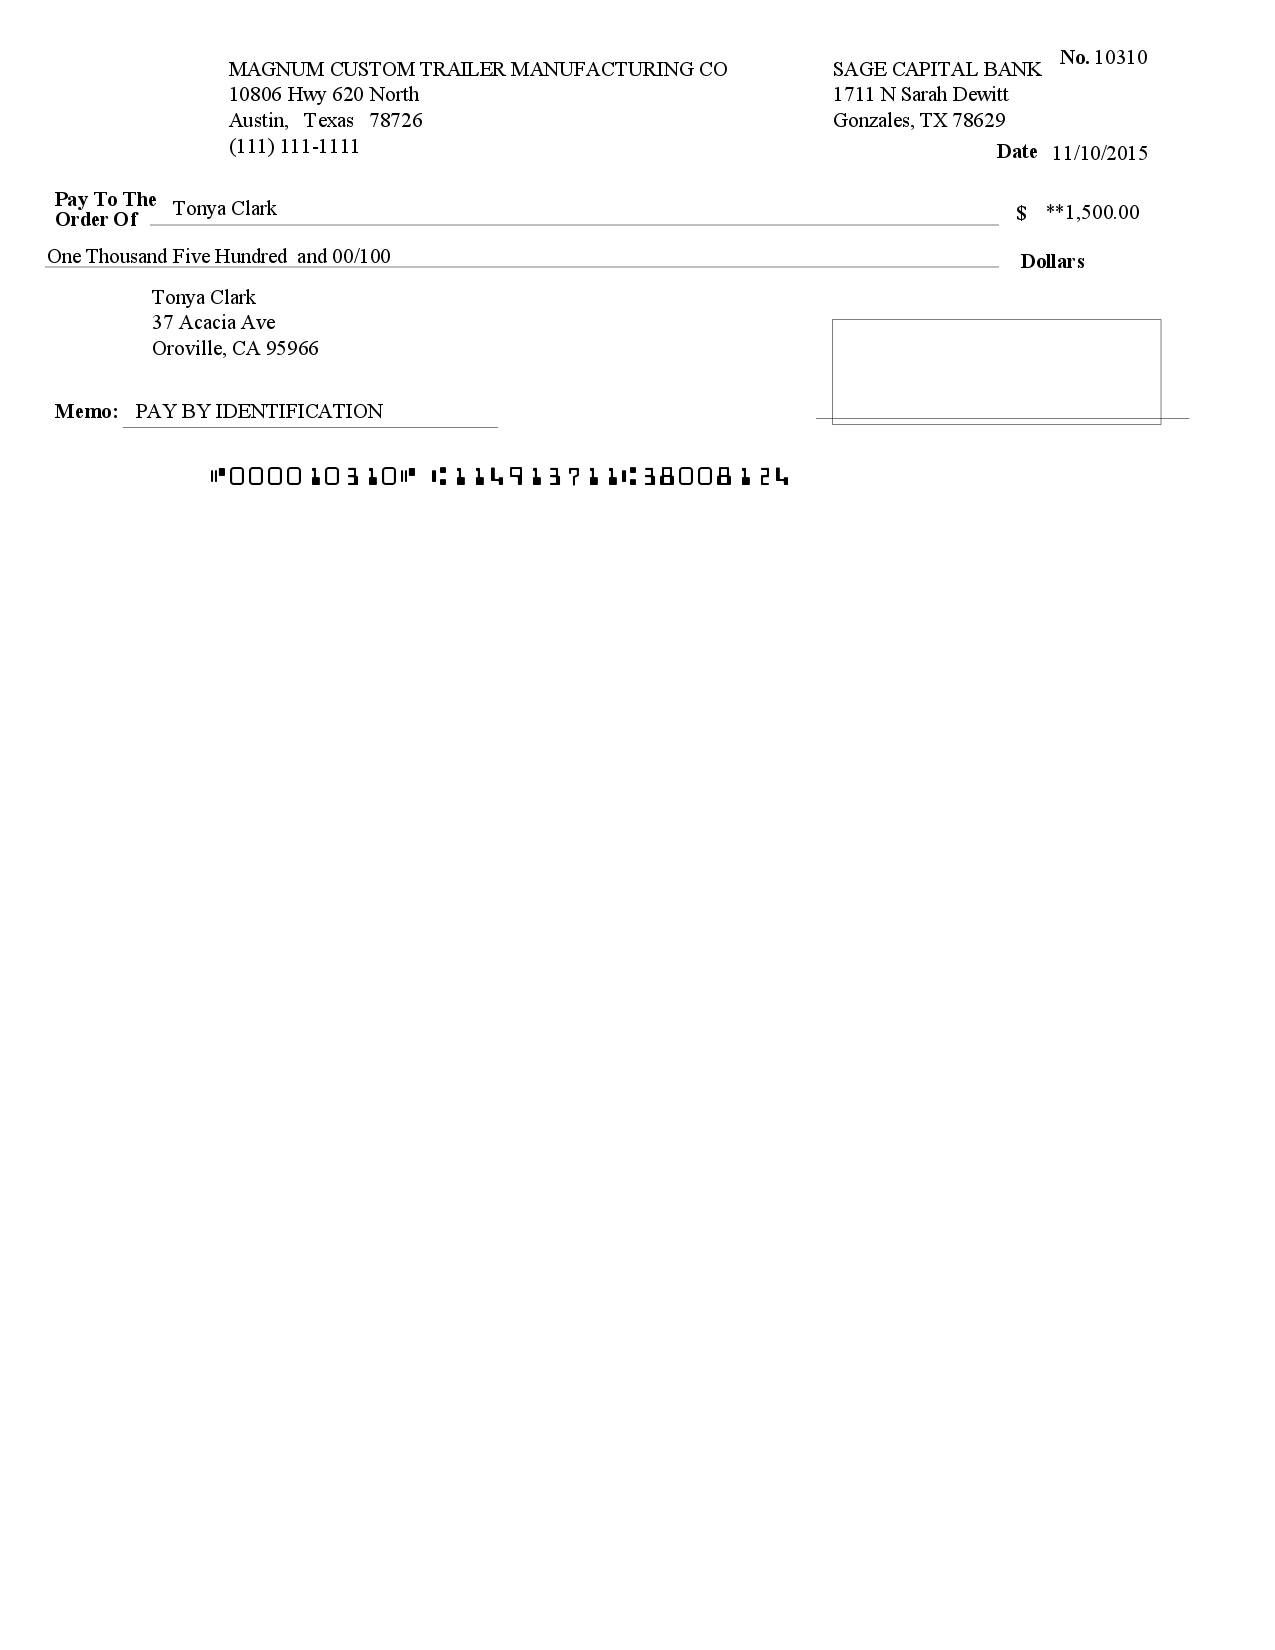 No. 10310
MAGNUM CUSTOM TRAILER MANUFACTURING CO
10806 Hwy 620 North
Austin, Texas 78726
(111) 111-1111
SAGE CAPITAL BANK
1711 N Sarah Dewitt
Gonzales, TX 78629
Date 11/10/2015
Pay To The
Order Of Tonya Clark $ **1,500.00
One Thousand Five Hundred and 00/100 Dollars
Tonya Clark
37 Acacia Ave
Oroville, CA 95966
Memo: PAY BY IDENTIFICATION
⑈000010310⑈ ⑆114913711⑆38008124